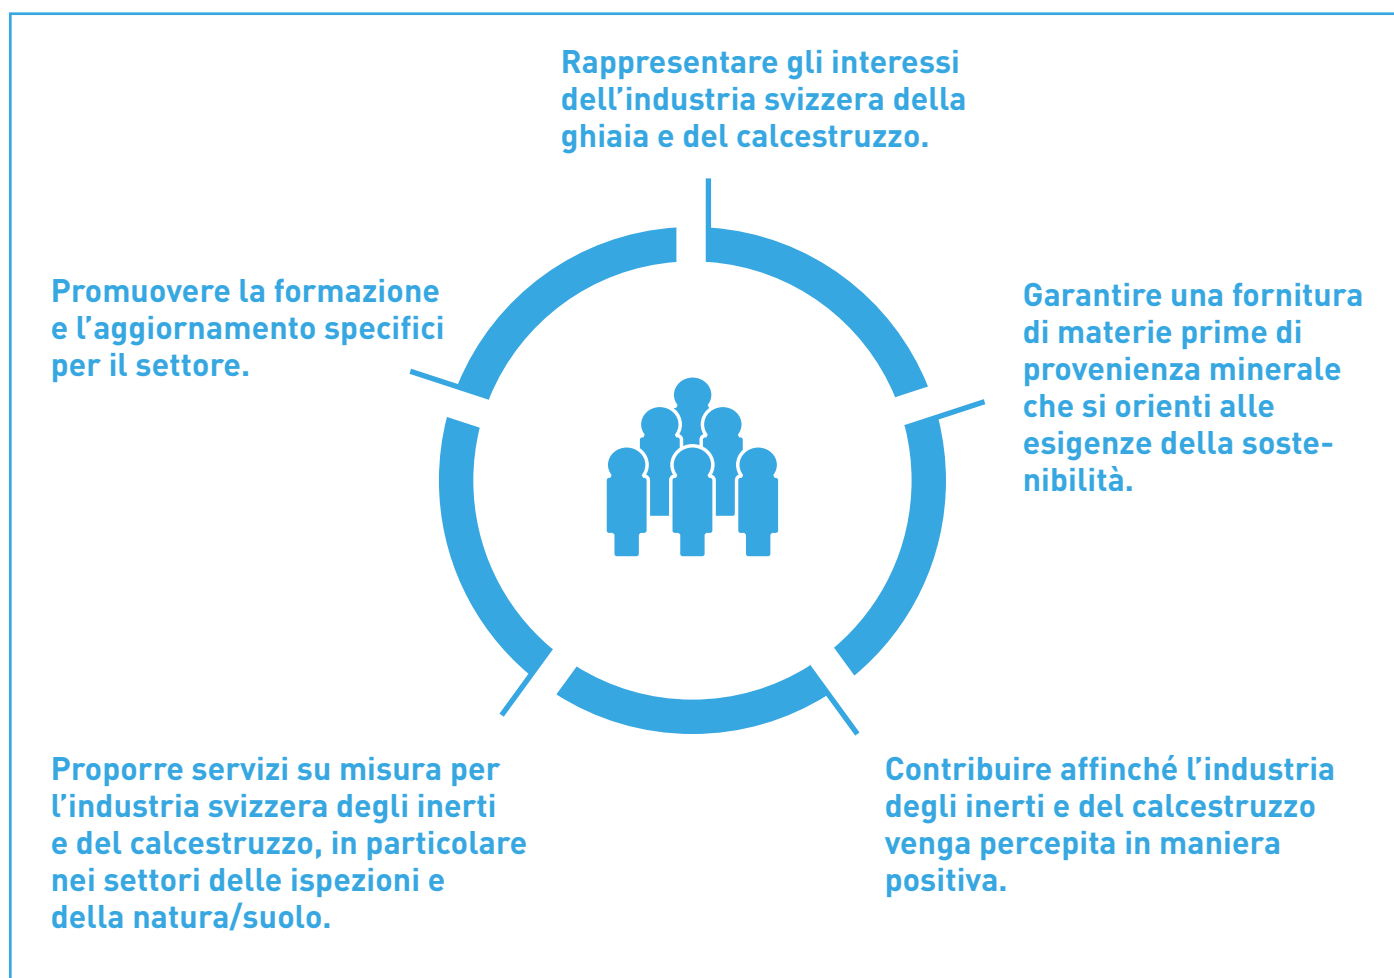 Rappresentare gli interessi
dell’industria svizzera della
ghiaia e del calcestruzzo.
Promuovere la formazione
e l’aggiornamento specifici
per il settore.
Garantire una fornitura
di materie prime di
provenienza minerale
che si orienti alle
esigenze della soste-
nibilità.
Proporre servizi su misura per
l’industria svizzera degli inerti
e del calcestruzzo, in particolare
nei settori delle ispezioni e
della natura/suolo.
Contribuire affinché l’industria
degli inerti e del calcestruzzo
venga percepita in maniera
positiva.